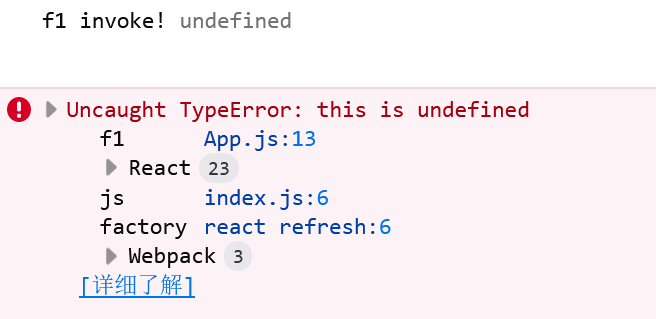 f1 invoke! undefined
Uncaught TypeError: this is undefined
f1 App.js:13
React 23
js index.js:6
factory react refresh:6
Webpack 3
[详细了解]